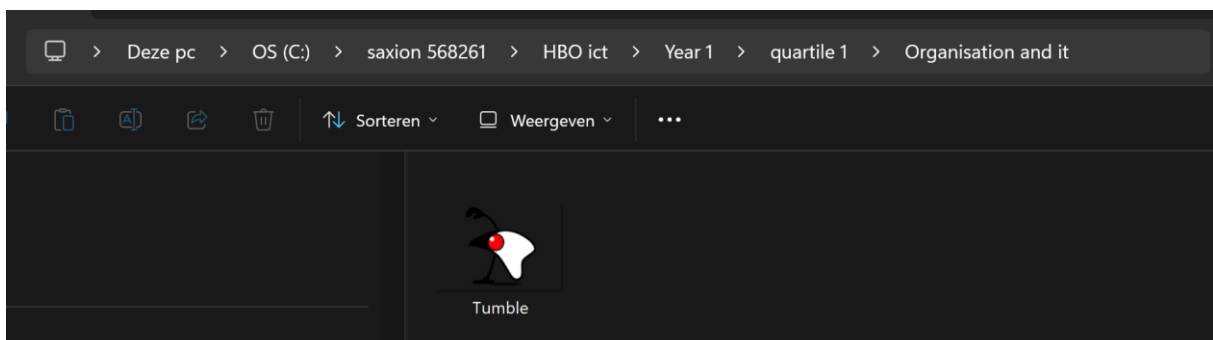 Deze pc > OS (C:) > saxion 568261 > HBO ict > Year 1 > quartile 1 > Organisation and it
Sorteren Weergeven
Tumble